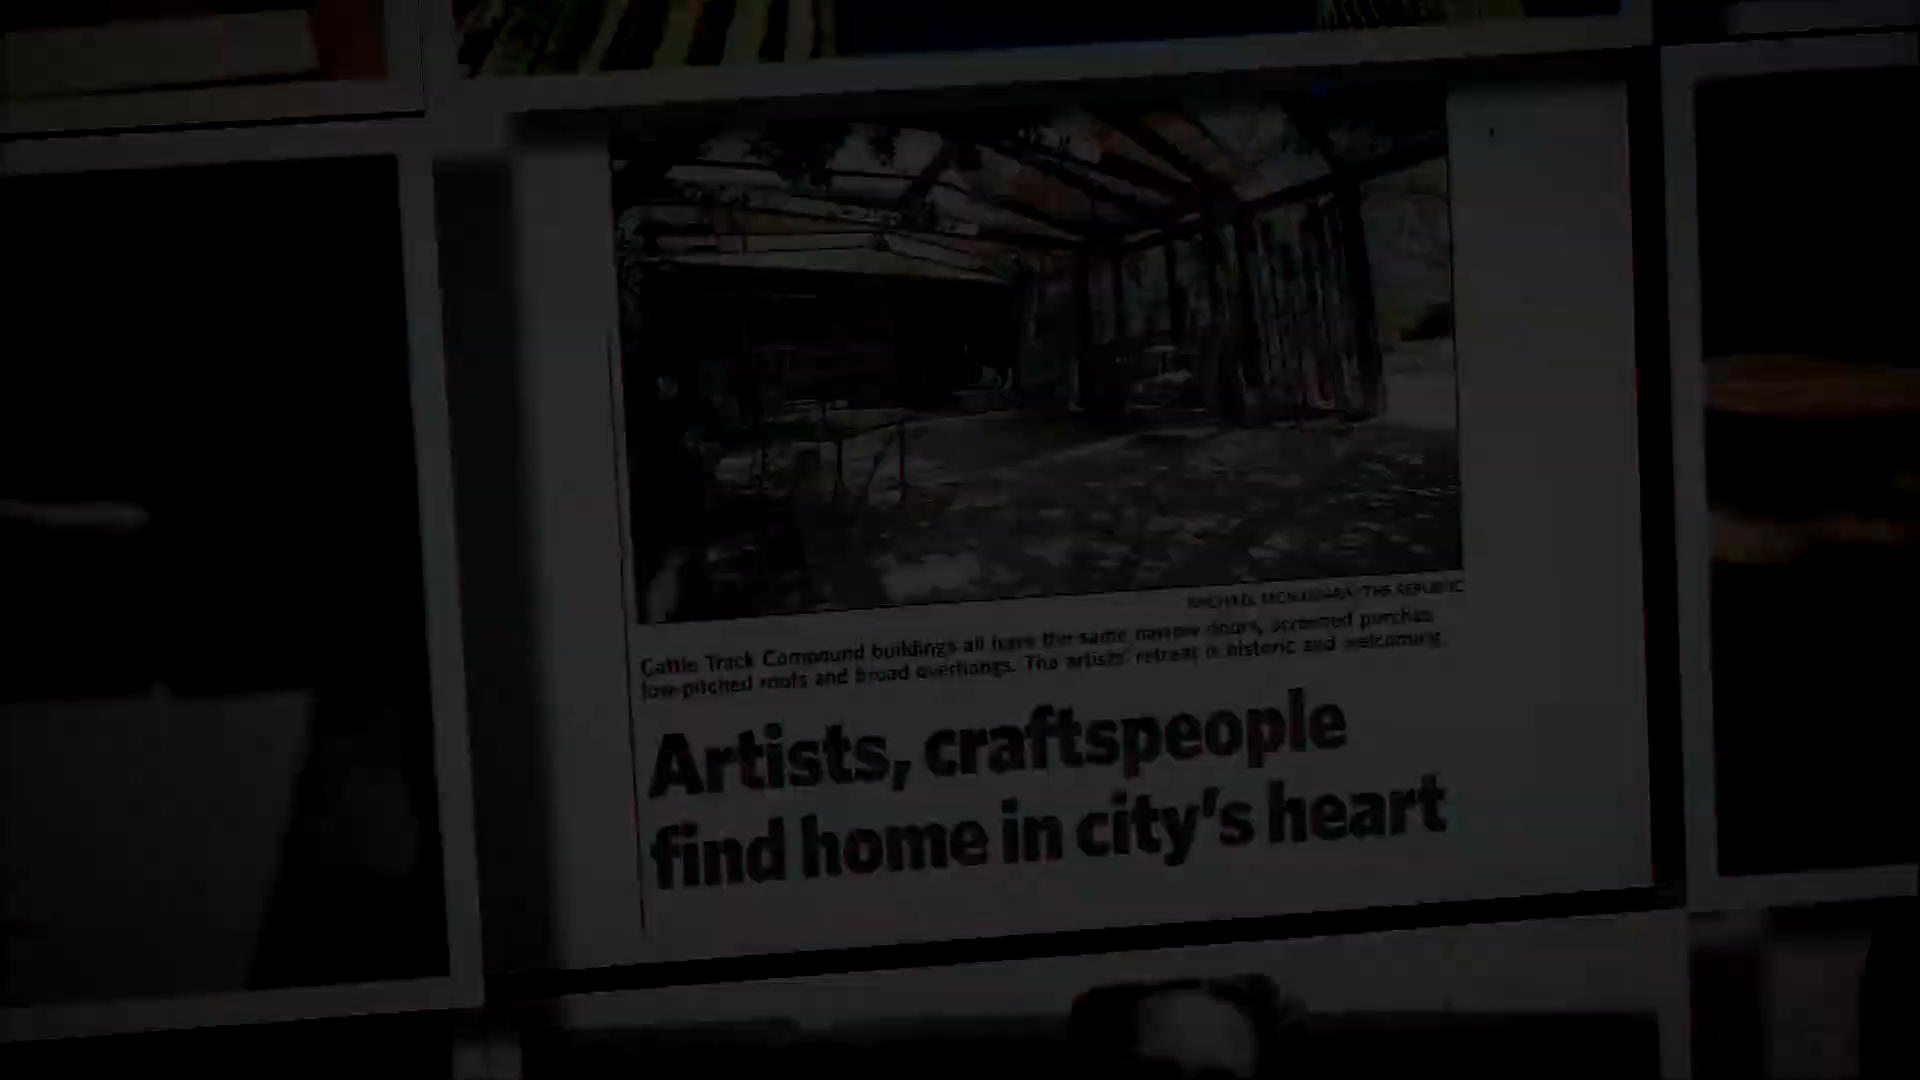 MICHAEL MCNAMARA/THE REPUBLIC
Cattle Track Compound buildings all have the same narrow doors, screened porches
low-pitched roofs and broad overhangs. The artists' retreat is historic and welcoming.
Artists, craftspeople
find home in city's heart